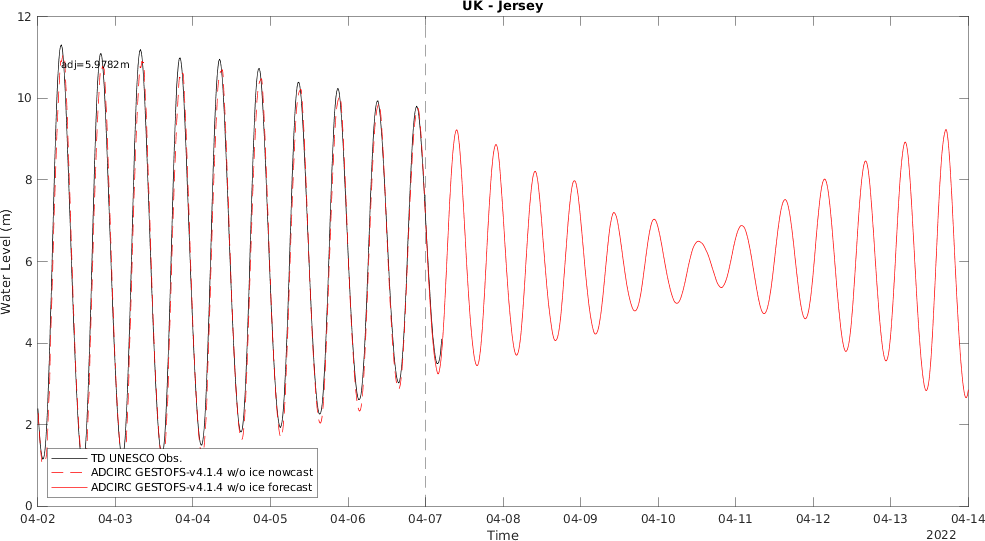 UK - Jersey
12
adj=5.9782m
10
8
6
4
2
0
Water Level (m)
TD UNESCO Obs.
ADCIRC GESTOFS-v4.1.4 w/o ice nowcast
ADCIRC GESTOFS-v4.1.4 w/o ice forecast
04-02 04-03 04-04 04-05 04-06 04-07 04-08 04-09 04-10 04-11 04-12 04-13 04-14
Time
2022